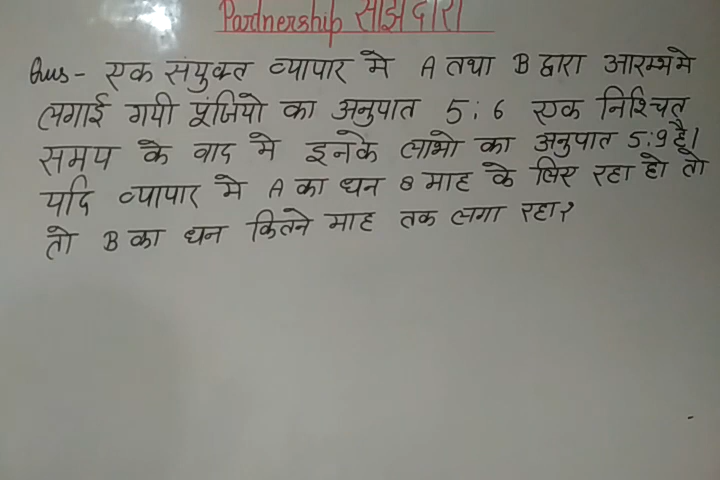 Partnership साझेदारी
Ques- एक संयुक्त व्यापार मे A तथा B द्वारा आरम्भमे
लगाई गयी पूंजियो का अनुपात 5:6 एक निश्चित
समय के वाद मे इनके लाभो का अनुपात 5:9 है।
यदि व्यापार मे A का धन 8 माह के लिए रहा हो तो
तो B का धन कितने माह तक लगा रहा?